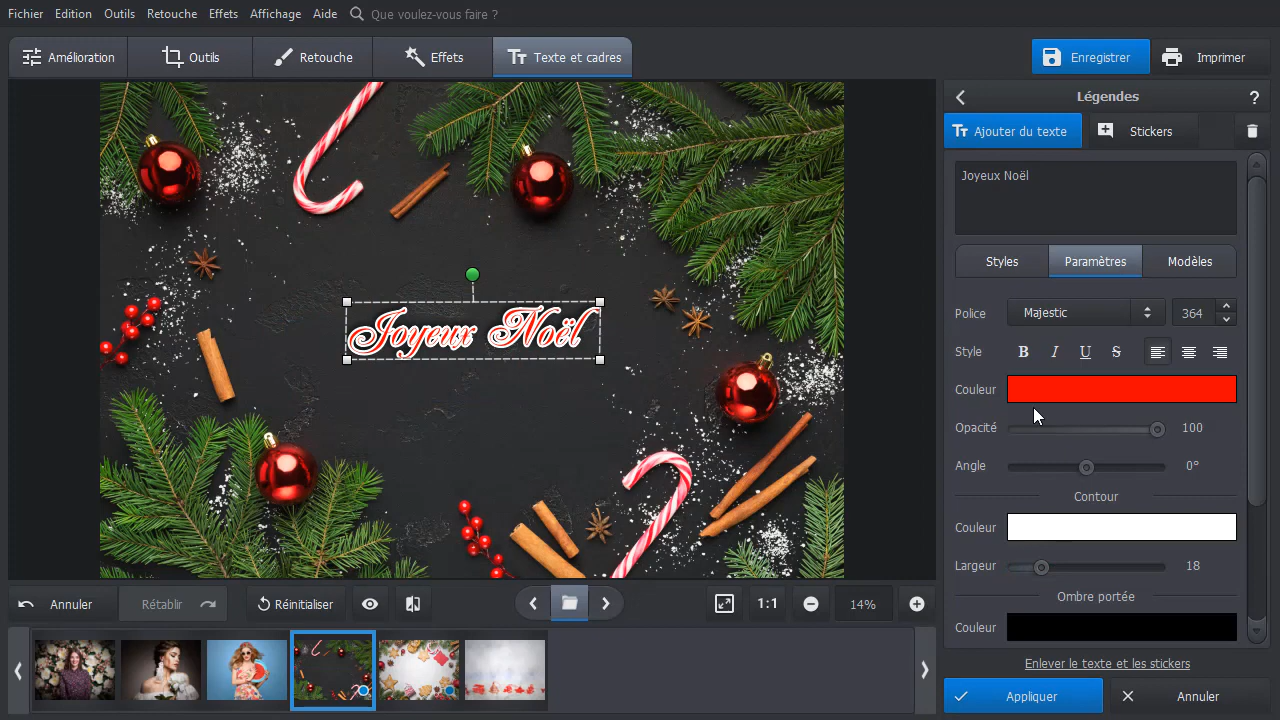 Fichier Edition Outils Retouche Effets Affichage Aide Que voulez-vous faire ?
Amélioration Outils Retouche Effets Texte et cadres Enregistrer Imprimer
Légendes ?
Ajouter du texte Stickers
Joyeux Noël
Styles Paramètres Modèles
Police Majestic 364
Style B I U S
Couleur
Opacité 100
Angle 0°
Contour
Couleur
Largeur 18
Ombre portée
Couleur
Enlever le texte et les stickers
Appliquer Annuler
Joyeux Noël
Annuler Rétablir Réinitialiser 1:1 14%